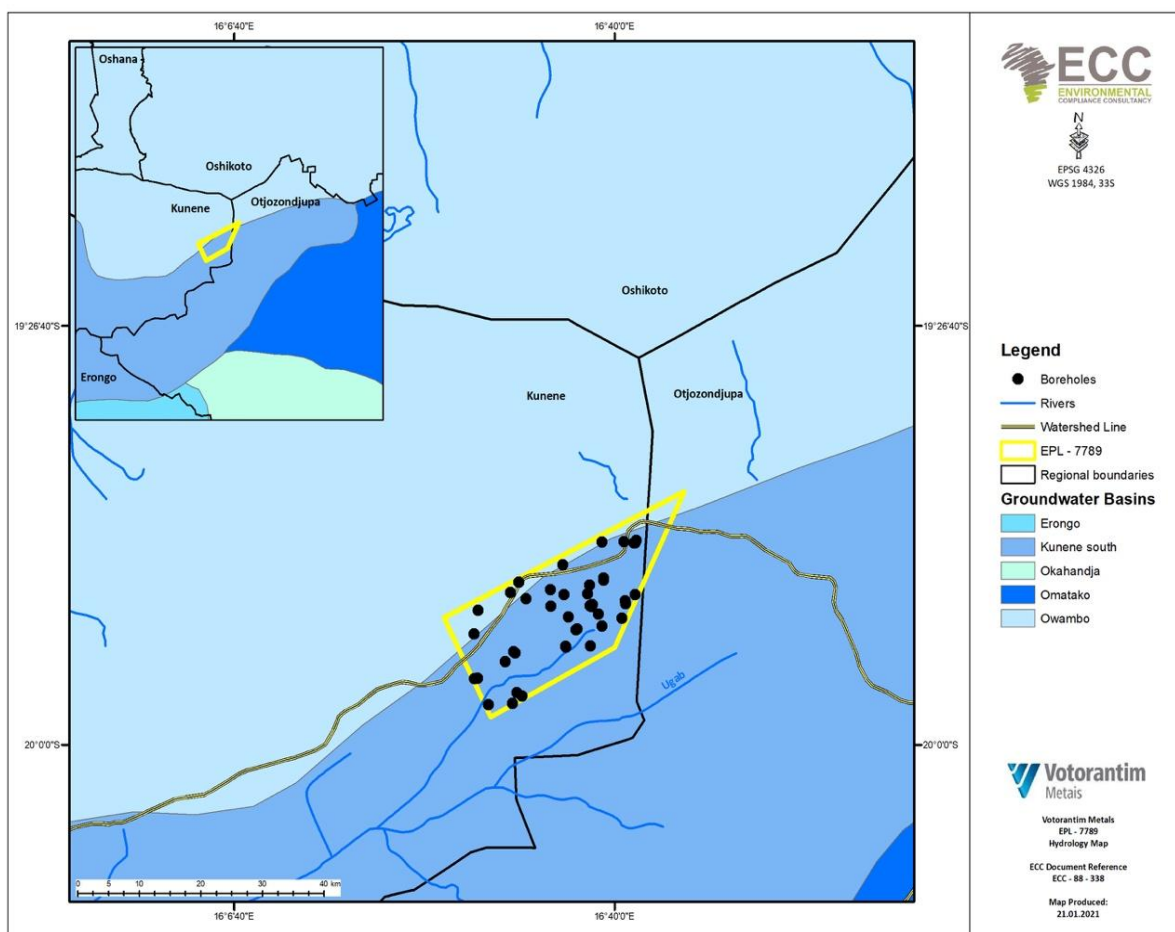 16°6'40"E
16°40'0"E
Oshana
Oshikoto
Kunene
Otjozondjupa
Erongo
Oshikoto
Kunene
Otjozondjupa
Ugab
19°26'40"S
19°26'40"S
20°0'0"S
20°0'0"S
0 5 10 20 30 40 km
16°6'40"E
16°40'0"E
ECC
ENVIRONMENTAL
COMPLIANCE CONSULTANCY
N
EPSG 4326
WGS 1984, 33S
Legend
Boreholes
Rivers
Watershed Line
EPL - 7789
Regional boundaries
Groundwater Basins
Erongo
Kunene south
Okahandja
Omatako
Owambo
Votorantim
Metais
Votorantim Metals
EPL - 7789
Hydrology Map
ECC Document Reference
ECC - 88 - 338
Map Produced:
21.01.2021